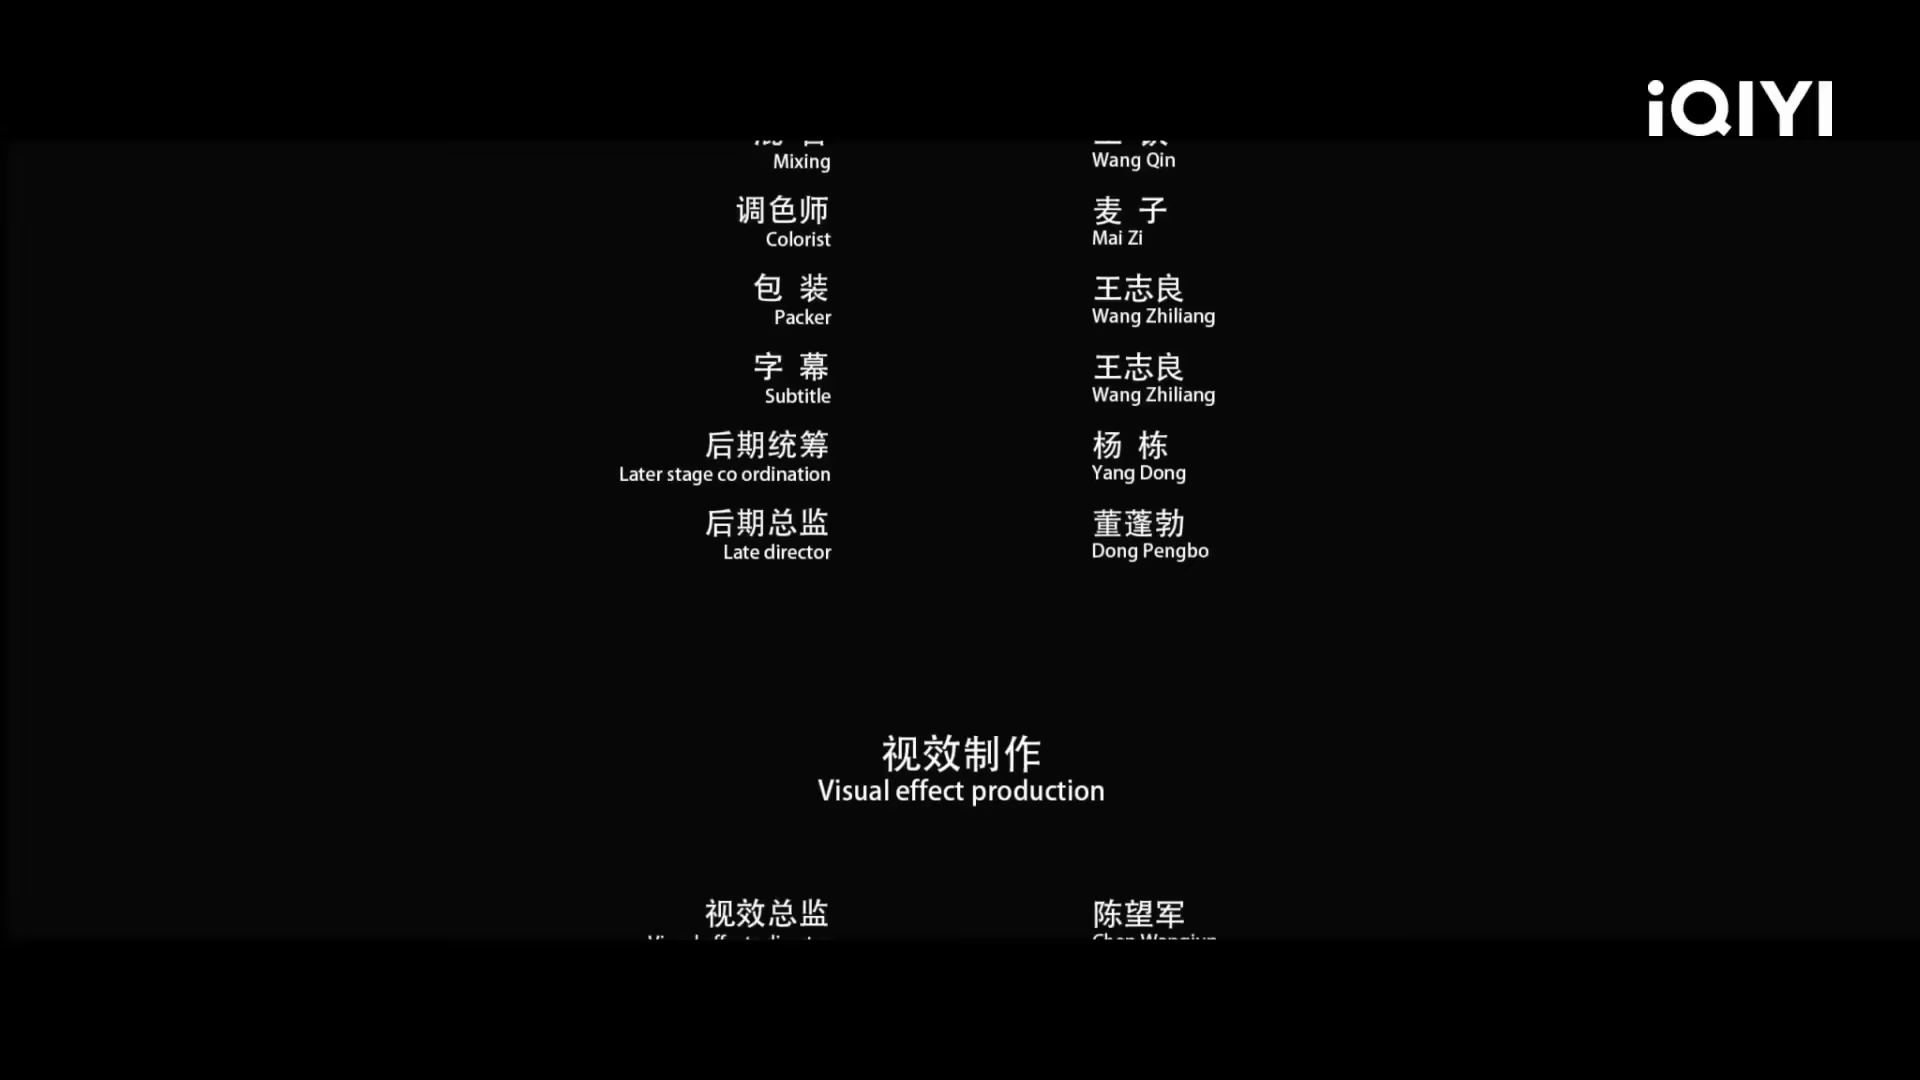 iQIYI
Mixing
Wang Qin
调色师
麦 子
Colorist
Mai Zi
包 装
王志良
Packer
Wang Zhiliang
字 幕
王志良
Subtitle
Wang Zhiliang
后期统筹
杨 栋
Later stage co ordination
Yang Dong
后期总监
董蓬勃
Late director
Dong Pengbo
视效制作
Visual effect production
视效总监
陈望军